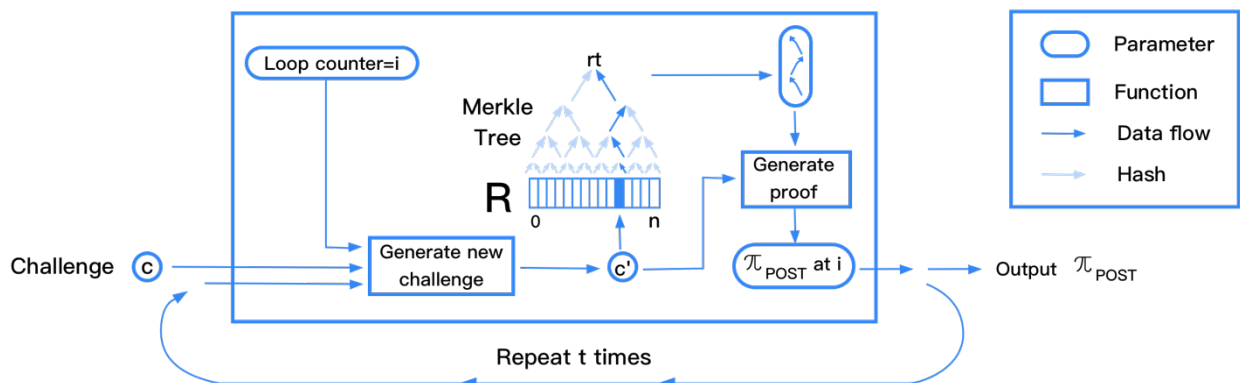 Loop counter=i
rt
Merkle
Tree
R
0
n
Generate
proof
Challenge c
Generate new
challenge
c'
π POST at i
Output π POST
Repeat t times
Parameter
Function
Data flow
Hash